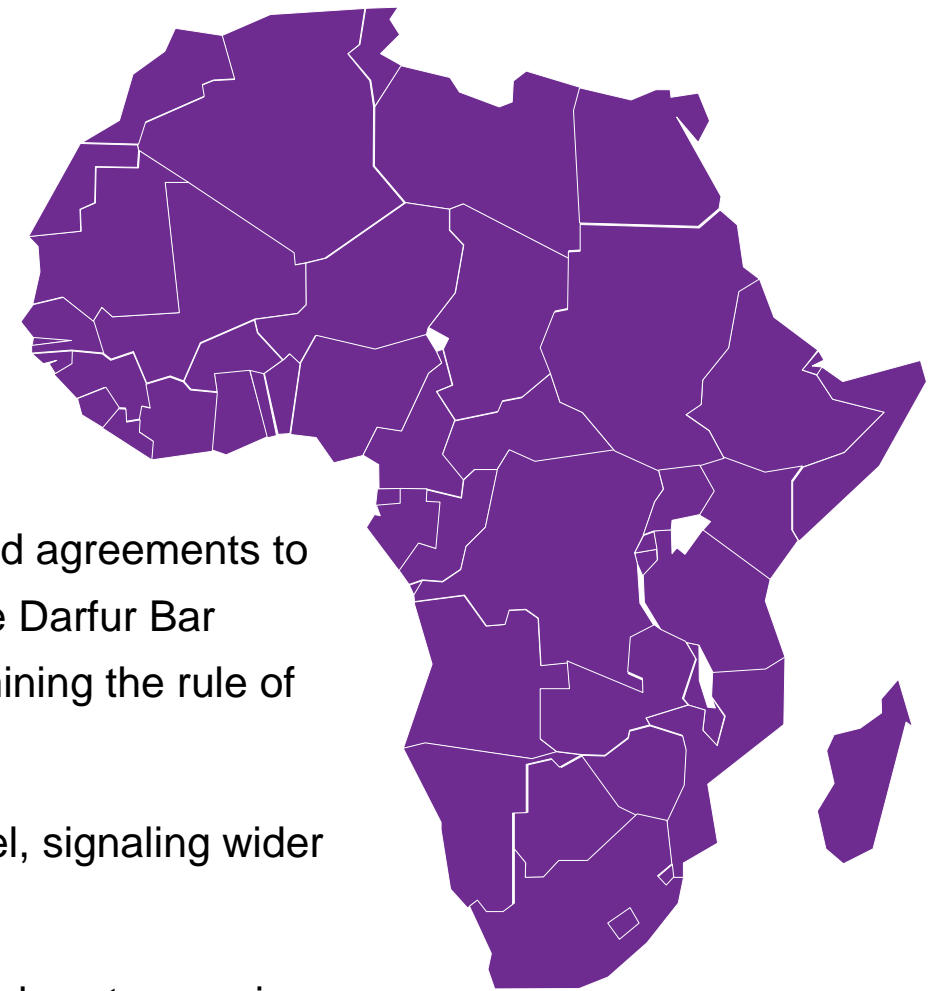 d agreements to
e Darfur Bar
ining the rule of
el, signaling wider